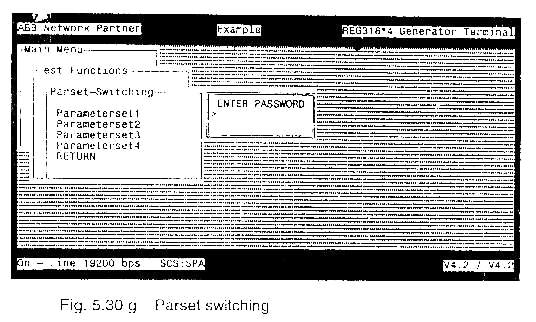 ABB Network Partner Example REG316*4 Generator Terminal
Main Menu
Test Functions
Parset-Switching
ENTER PASSWORD
>
Parameterset1
Parameterset2
Parameterset3
Parameterset4
RETURN
On - Line 19200 bps SCS:SPA V4.2 / V4.2
Fig. 5.30 g Parset switching